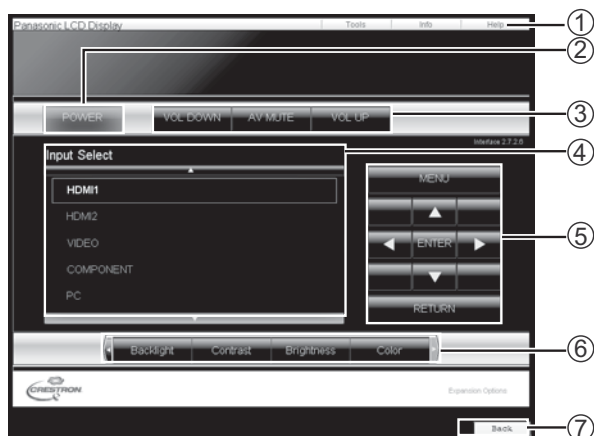 Panasonic LCD Display
Tools Info Help
①
②
POWER VOL DOWN AV MUTE VOL UP
③
Interface 2.7.2.6
Input Select
④
HDMI1
HDMI2
VIDEO
COMPONENT
PC
MENU
ENTER
RETURN
⑤
Backlight Contrast Brightness Color
⑥
CRESTRON
Expansion Options
Back
⑦